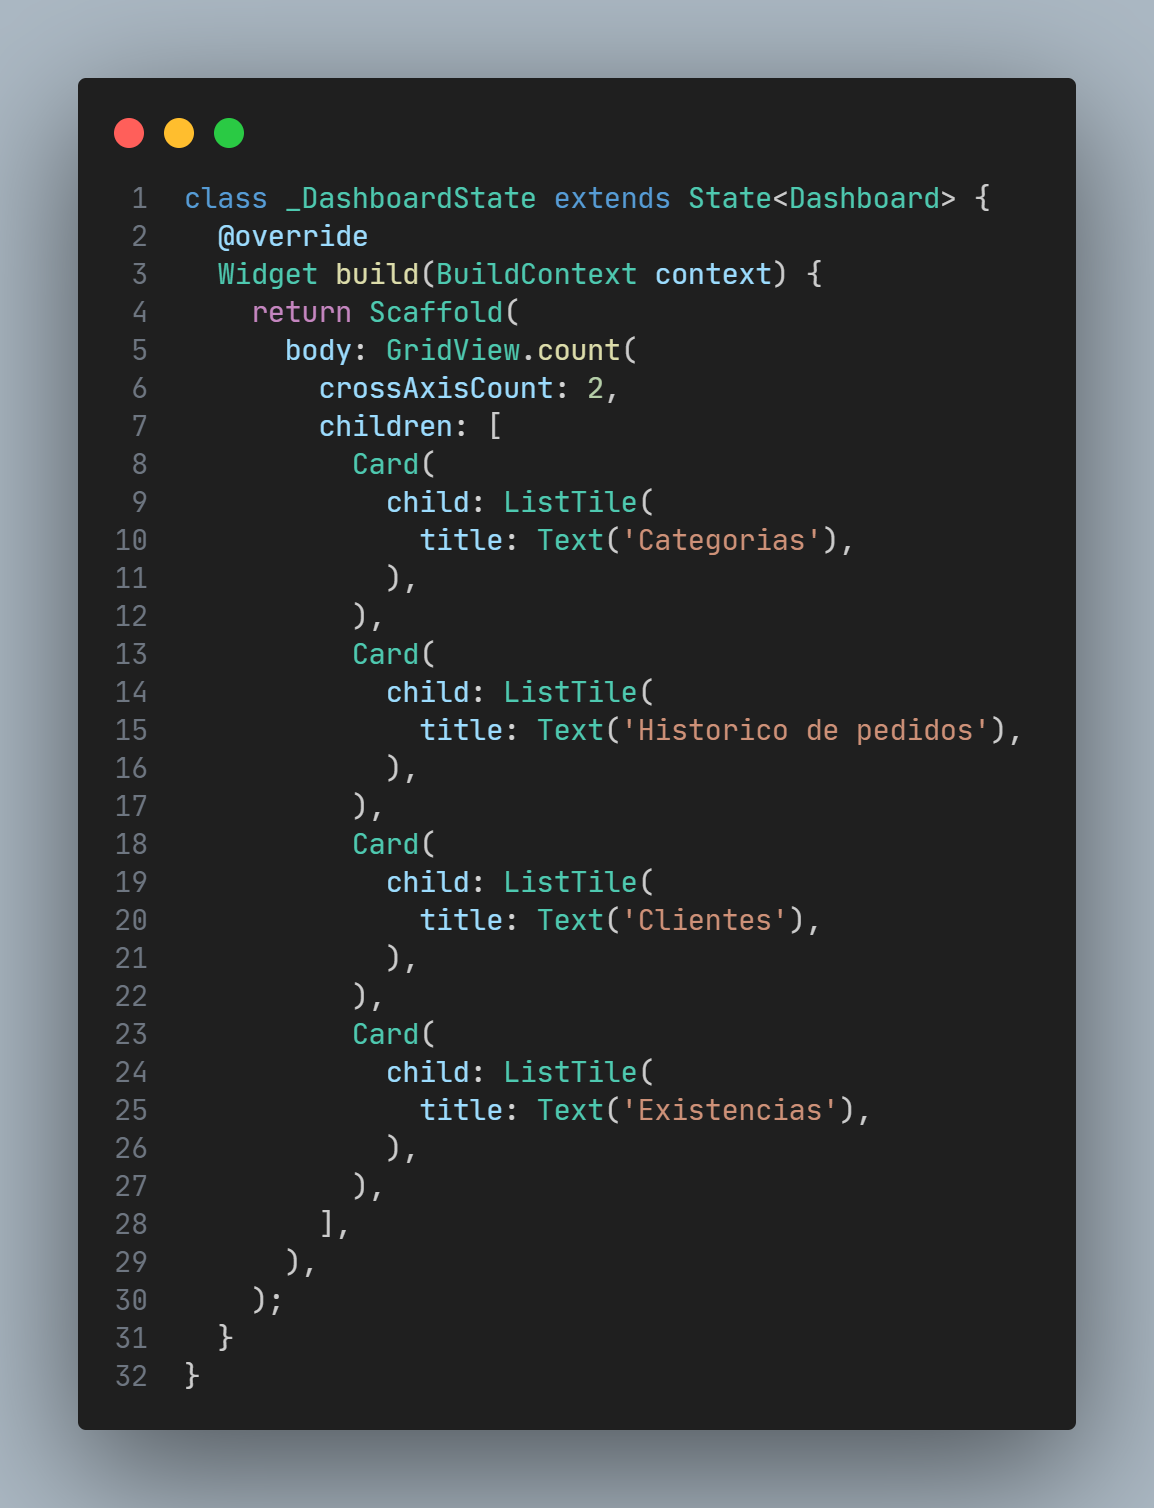 1 class _DashboardState extends State<Dashboard> {
2   @override
3   Widget build(BuildContext context) {
4     return Scaffold(
5       body: GridView.count(
6         crossAxisCount: 2,
7         children: [
8           Card(
9             child: ListTile(
10               title: Text('Categorias'),
11             ),
12           ),
13           Card(
14             child: ListTile(
15               title: Text('Historico de pedidos'),
16             ),
17           ),
18           Card(
19             child: ListTile(
20               title: Text('Clientes'),
21             ),
22           ),
23           Card(
24             child: ListTile(
25               title: Text('Existencias'),
26             ),
27           ),
28         ],
29       ),
30     );
31   }
32 }